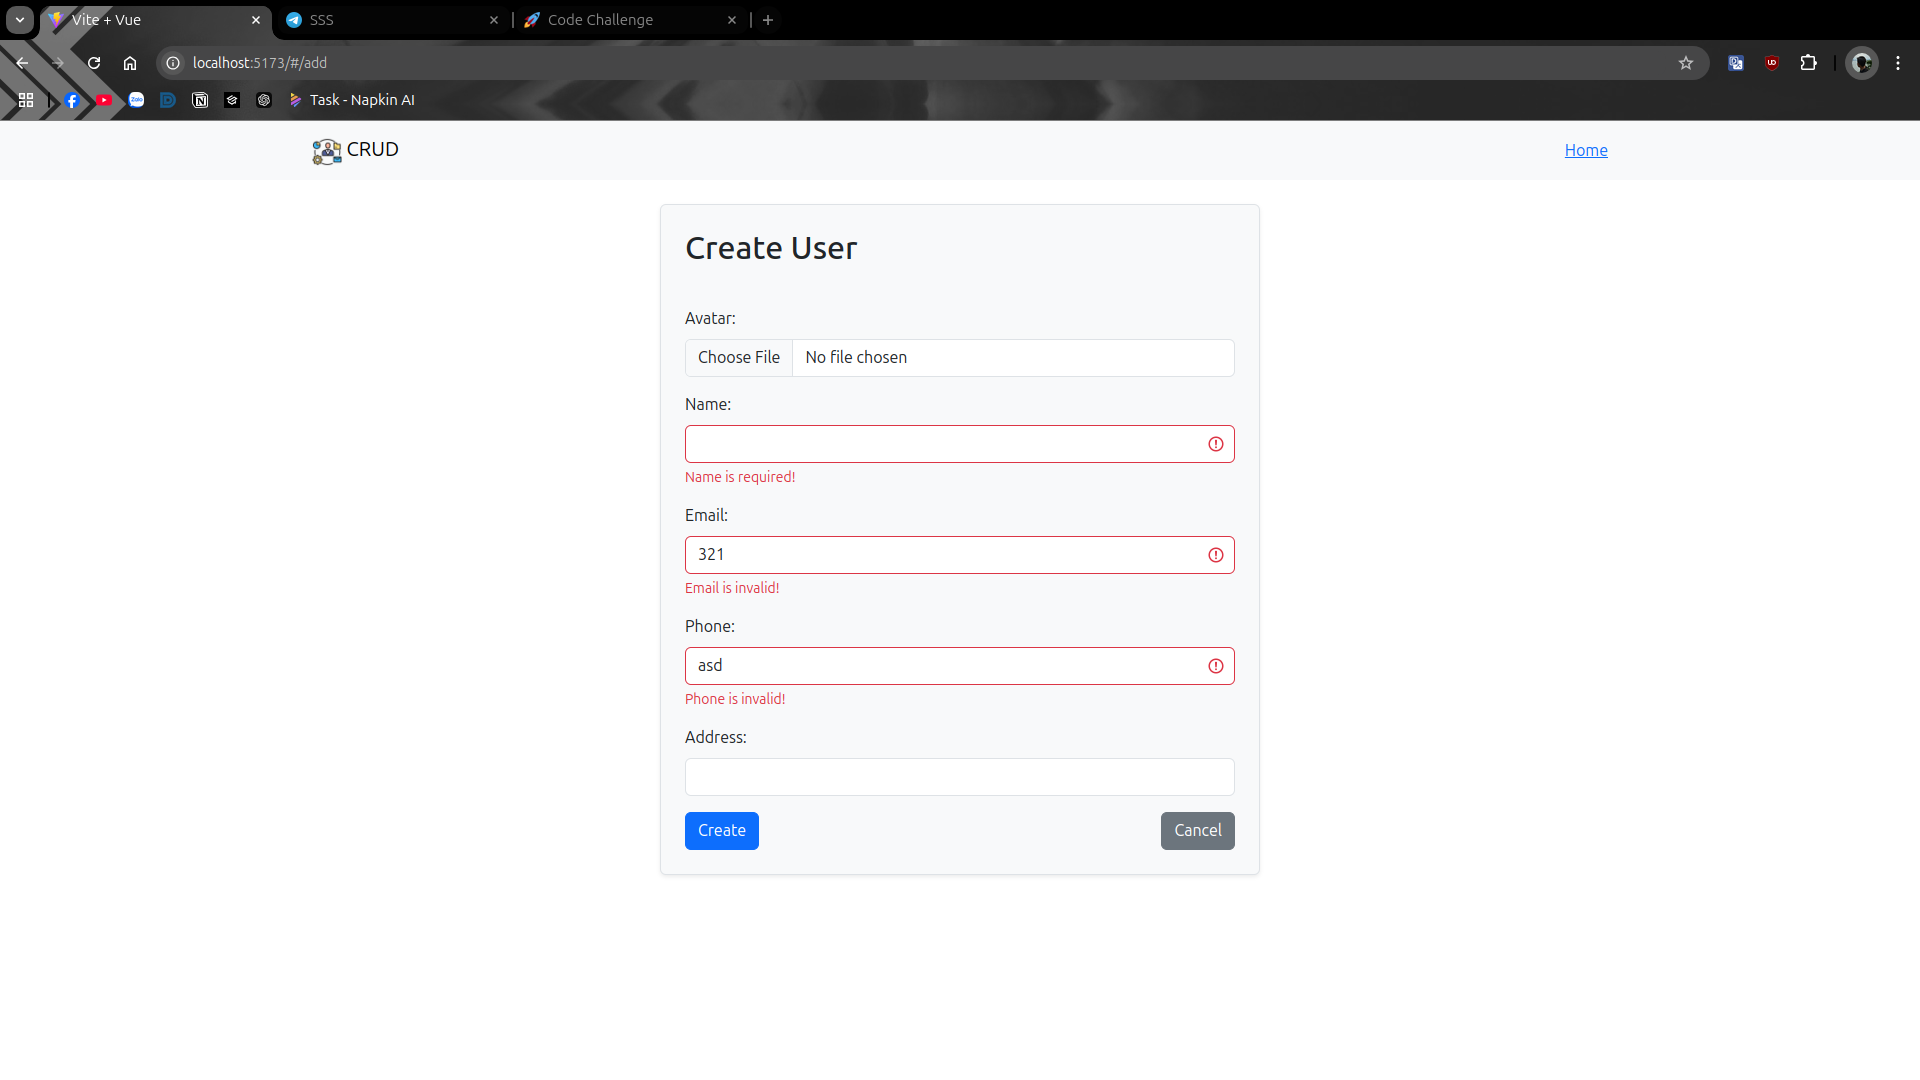 Vite + Vue
SSS
Code Challenge
localhost:5173/#/add
Task - Napkin AI
CRUD
Home
Create User
Avatar:
Choose File No file chosen
Name:
Name is required!
Email:
321
Email is invalid!
Phone:
asd
Phone is invalid!
Address:
Create
Cancel